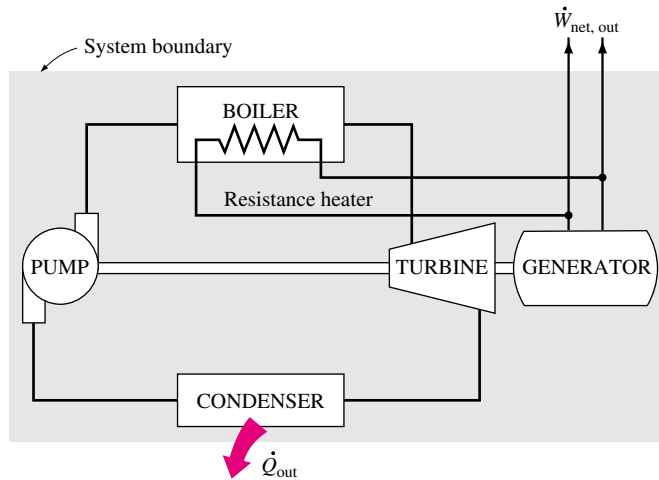 Ẇnet, out
System boundary
BOILER
Resistance heater
PUMP
TURBINE
GENERATOR
CONDENSER
Q̇out